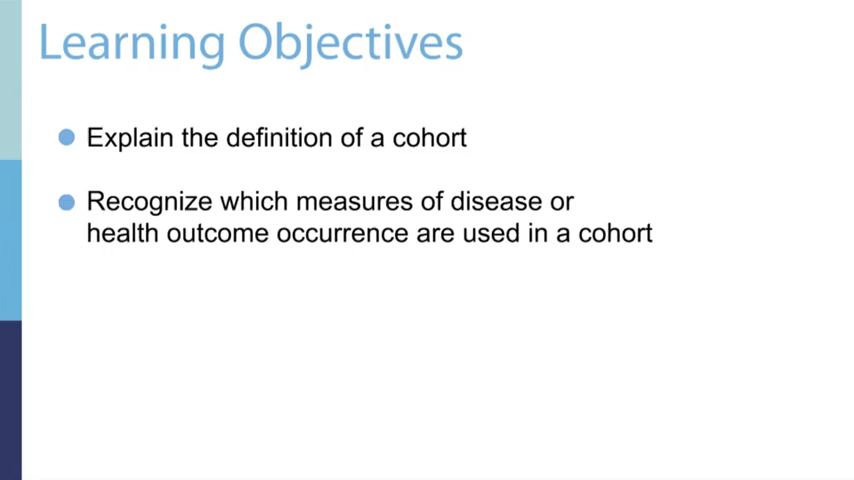 Learning Objectives
Explain the definition of a cohort
Recognize which measures of disease or
health outcome occurrence are used in a cohort